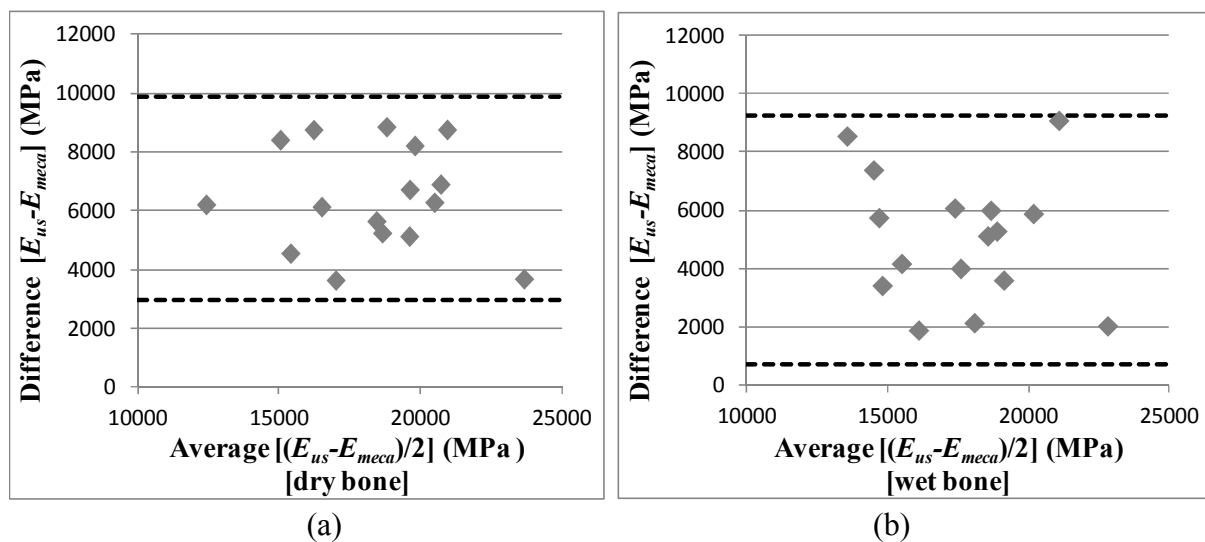 12000
10000
8000
6000
4000
2000
0
10000 15000 20000 25000
Difference [E_us-E_meca] (MPa)
Average [(E_us-E_meca)/2] (MPa )
[dry bone]
(a)
12000
10000
8000
6000
4000
2000
0
10000 15000 20000 25000
Difference [E_us-E_meca] (MPa)
Average [(E_us-E_meca)/2] (MPa)
[wet bone]
(b)